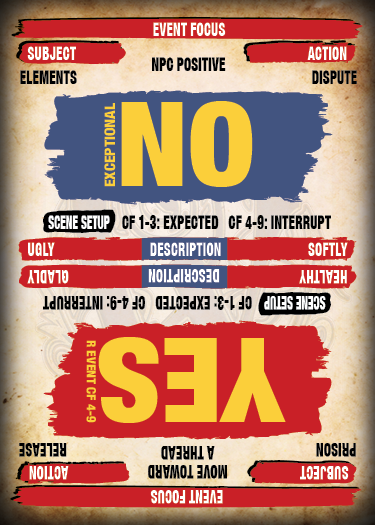 EVENT FOCUS
SUBJECT NPC POSITIVE ACTION
ELEMENTS DISPUTE
EXCEPTIONAL NO
SCENE SETUP CF 1-3: EXPECTED CF 4-9: INTERRUPT
UGLY DESCRIPTION SOFTLY
HEALTHY DESCRIPTION GLADLY
SCENE SETUP CF 1-3: EXPECTED CF 4-9: INTERRUPT
YES R EVENT CF 4-9
PRISON MOVE TOWARD RELEASE
SUBJECT A THREAD ACTION
EVENT FOCUS